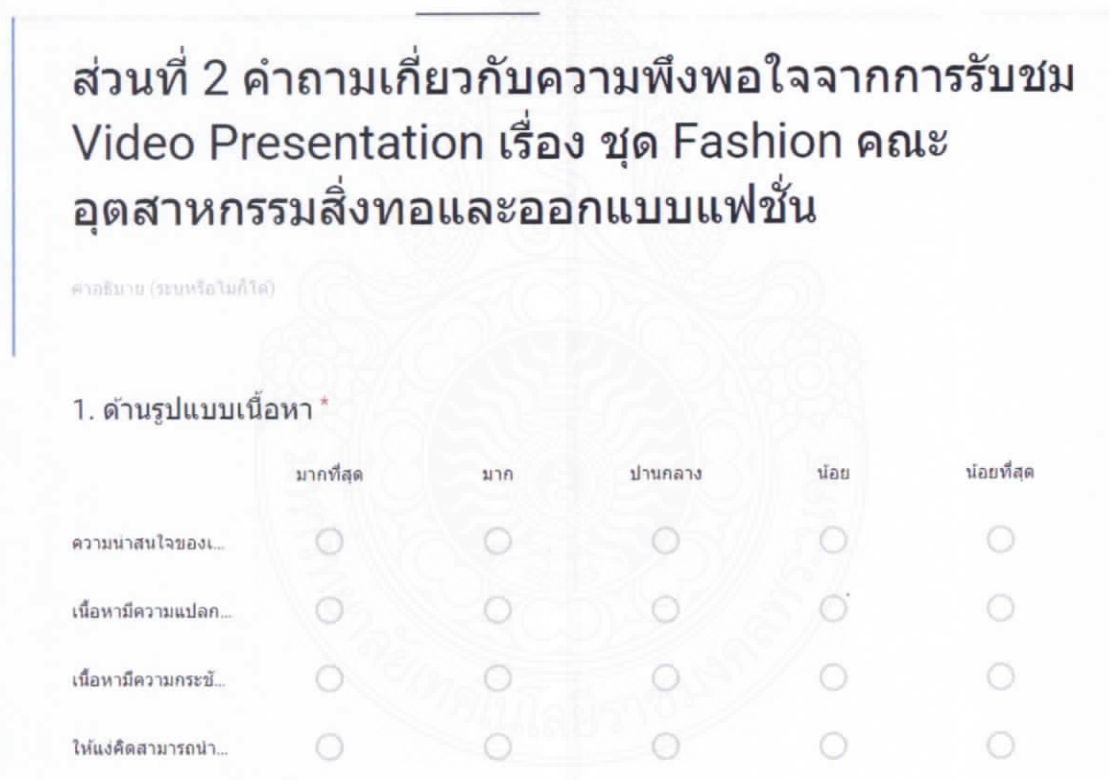 ส่วนที่ 2 คำถามเกี่ยวกับความพึงพอใจจากการรับชม
Video Presentation เรื่อง ชุด Fashion คณะ
อุตสาหกรรมสิ่งทอและออกแบบแฟชั่น
คำอธิบาย (ระบุหรือไม่ก็ได้)
1. ด้านรูปแบบเนื้อหา *
มากที่สุด มาก ปานกลาง น้อย น้อยที่สุด
ความน่าสนใจของเ...
เนื้อหามีความแปลก...
เนื้อหามีความกระชั...
ให้แง่คิดสามารถนำ...